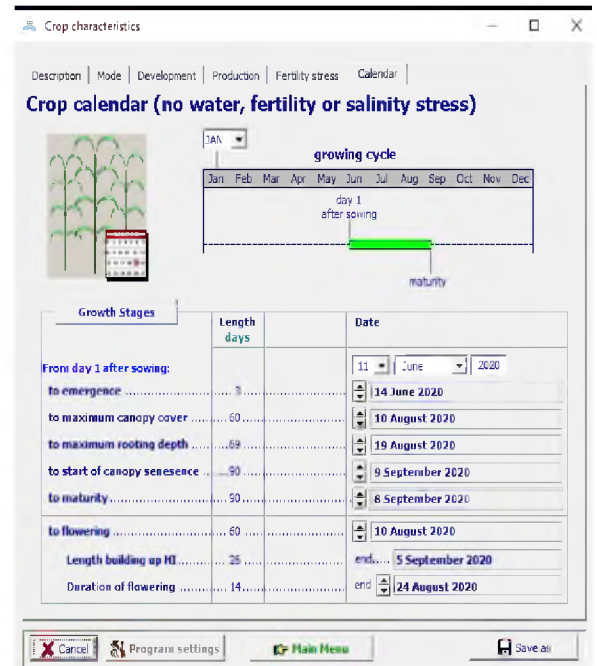 Crop characteristics
Description Mode Development Production Fertility stress Calendar
Crop calendar (no water, fertility or salinity stress)
JAN
growing cycle
Jan Feb Mar Apr May Jun Jul Aug Sep Oct Nov Dec
day 1
after sowing
maturity
Growth Stages
Length
days
Date
From day 1 after sowing:
11 June 2020
to emergence 3 14 June 2020
to maximum canopy cover 60 10 August 2020
to maximum rooting depth 69 19 August 2020
to start of canopy senesence 90 9 September 2020
to maturity 90 8 September 2020
to flowering 60 10 August 2020
Length building up HI 26 end 5 September 2020
Duration of flowering 14 end 24 August 2020
Cancel Program settings Main Menu Save as